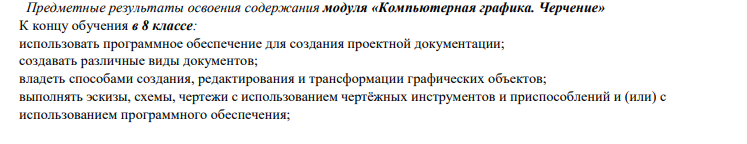 Предметные результаты освоения содержания модуля «Компьютерная графика. Черчение»
К концу обучения в 8 классе:
использовать программное обеспечение для создания проектной документации;
создавать различные виды документов;
владеть способами создания, редактирования и трансформации графических объектов;
выполнять эскизы, схемы, чертежи с использованием чертёжных инструментов и приспособлений и (или) с
использованием программного обеспечения;